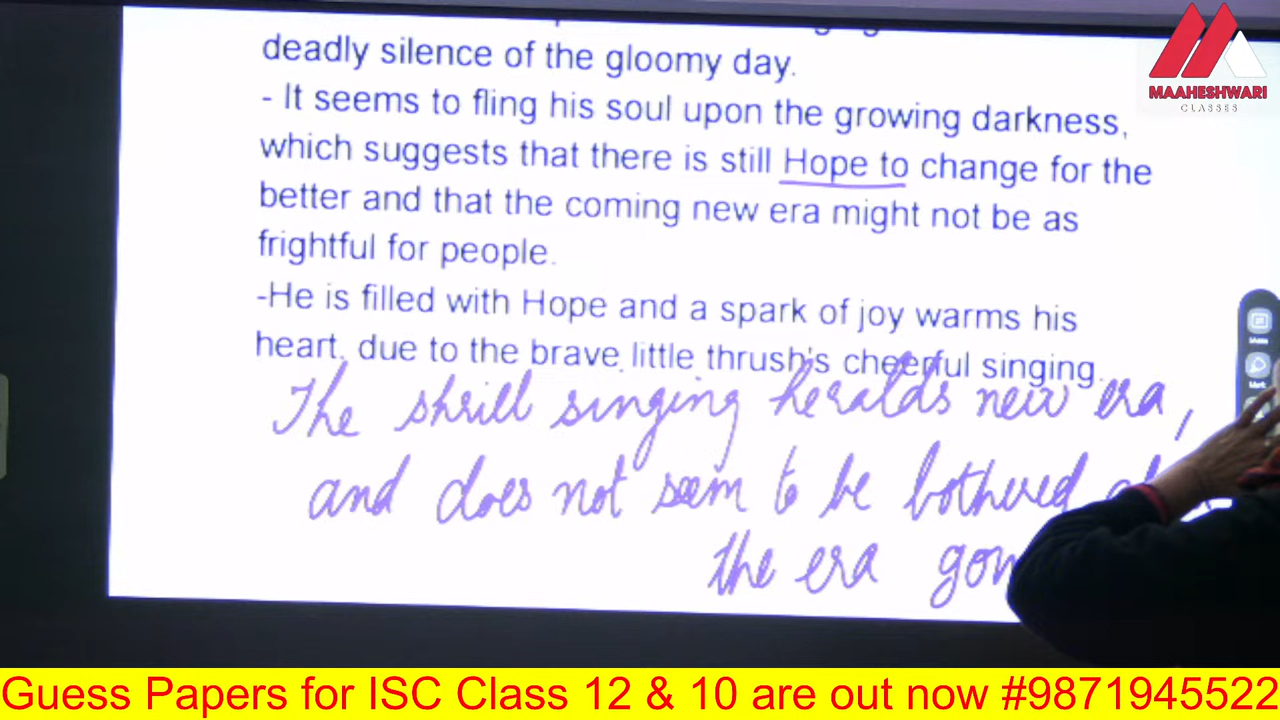 deadly silence of the gloomy day.
- It seems to fling his soul upon the growing darkness,
which suggests that there is still Hope to change for the
better and that the coming new era might not be as
frightful for people.
-He is filled with Hope and a spark of joy warms his
heart, due to the brave little thrush's cheerful singing.
The shrill singing heralds new era,
and does not seem to be bothered
the era
MAAHESHWARI
CLASSES
Guess Papers for ISC Class 12 & 10 are out now #9871945522